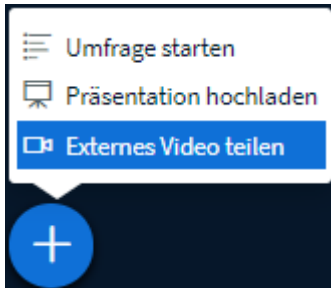 Umfrage starten
Präsentation hochladen
Externes Video teilen